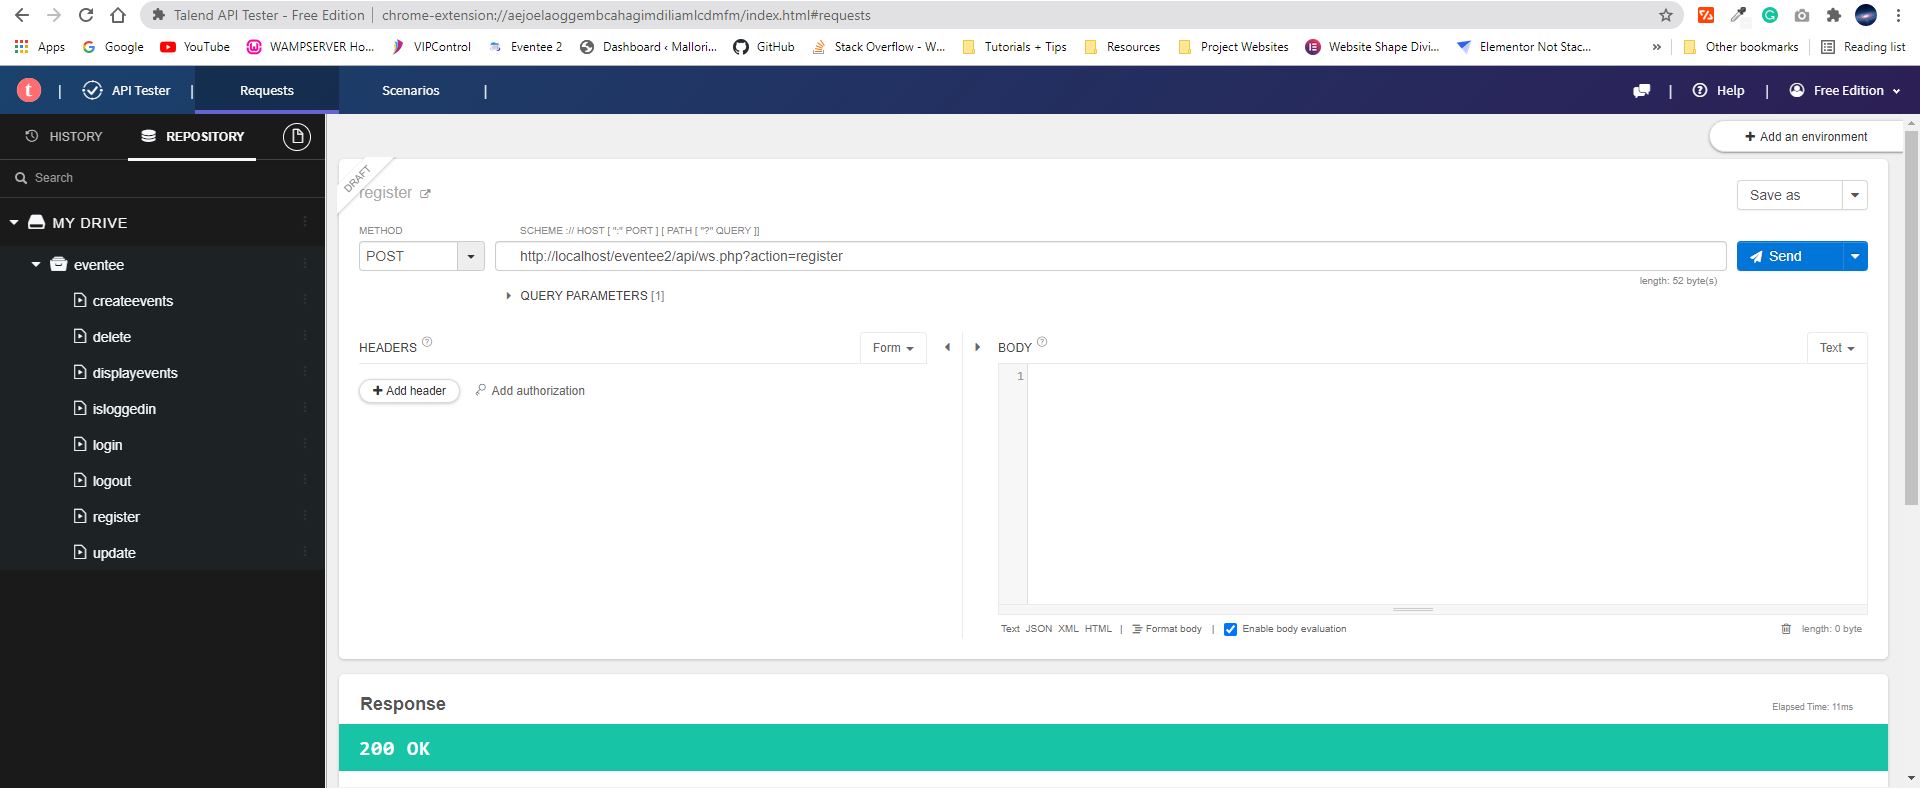 Talend API Tester - Free Edition | chrome-extension://aejoelaoggembcahagimdiliamlcdmfm/index.html#requests
Apps Google YouTube WAMPSERVER Ho... VIPControl Eventee 2 Dashboard ‹ Mallori... GitHub Stack Overflow - W... Tutorials + Tips Resources Project Websites Website Shape Divi... Elementor Not Stac... » Other bookmarks Reading list
t | API Tester | Requests Scenarios | | Help | Free Edition
HISTORY REPOSITORY
Add an environment
Search
DRAFT
register
Save as
MY DRIVE
METHOD SCHEME :// HOST [ ":" PORT ] [ PATH [ "?" QUERY ]]
POST http://localhost/eventee2/api/ws.php?action=register Send
eventee
length: 52 byte(s)
QUERY PARAMETERS [1]
createevents
delete
displayevents
isloggedin
login
logout
register
update
HEADERS ? Form
Add header Add authorization
BODY ? Text
1
Text JSON XML HTML | Format body | Enable body evaluation length: 0 byte
Response
Elapsed Time: 11ms
200 OK